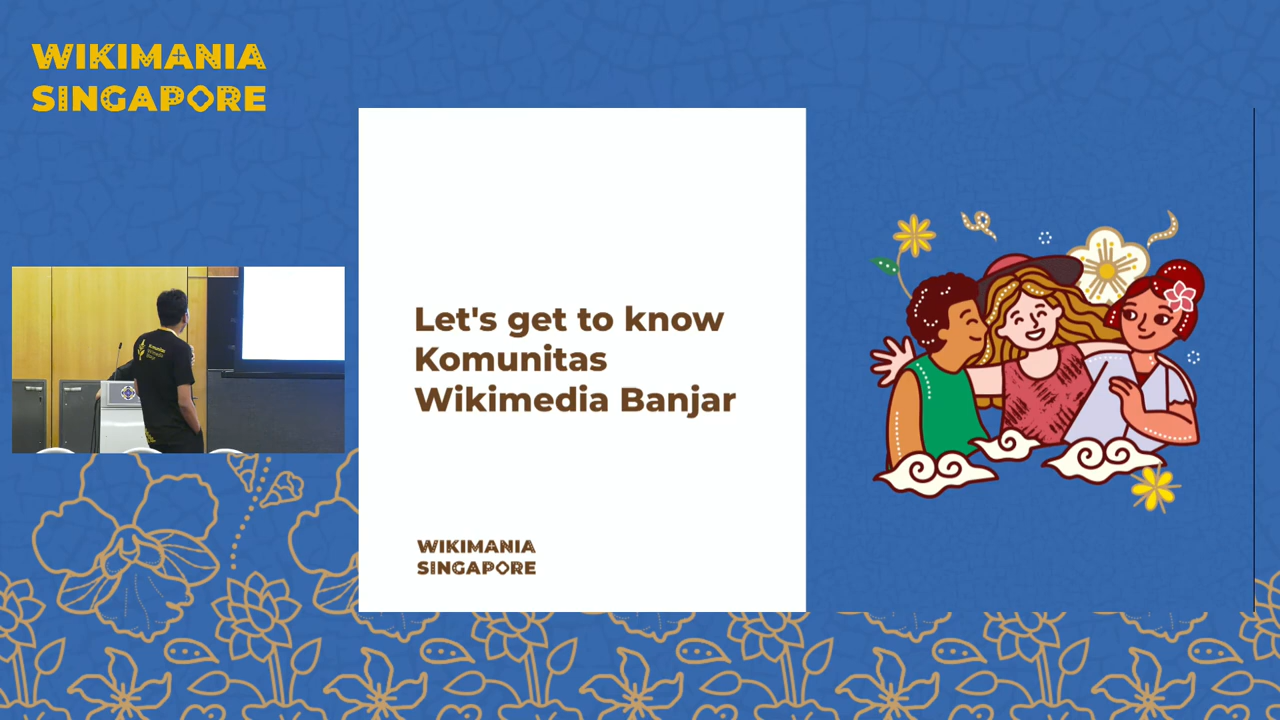 WIKIMANIA
SINGAPORE
Let's get to know
Komunitas
Wikimedia Banjar
WIKIMANIA
SINGAPORE